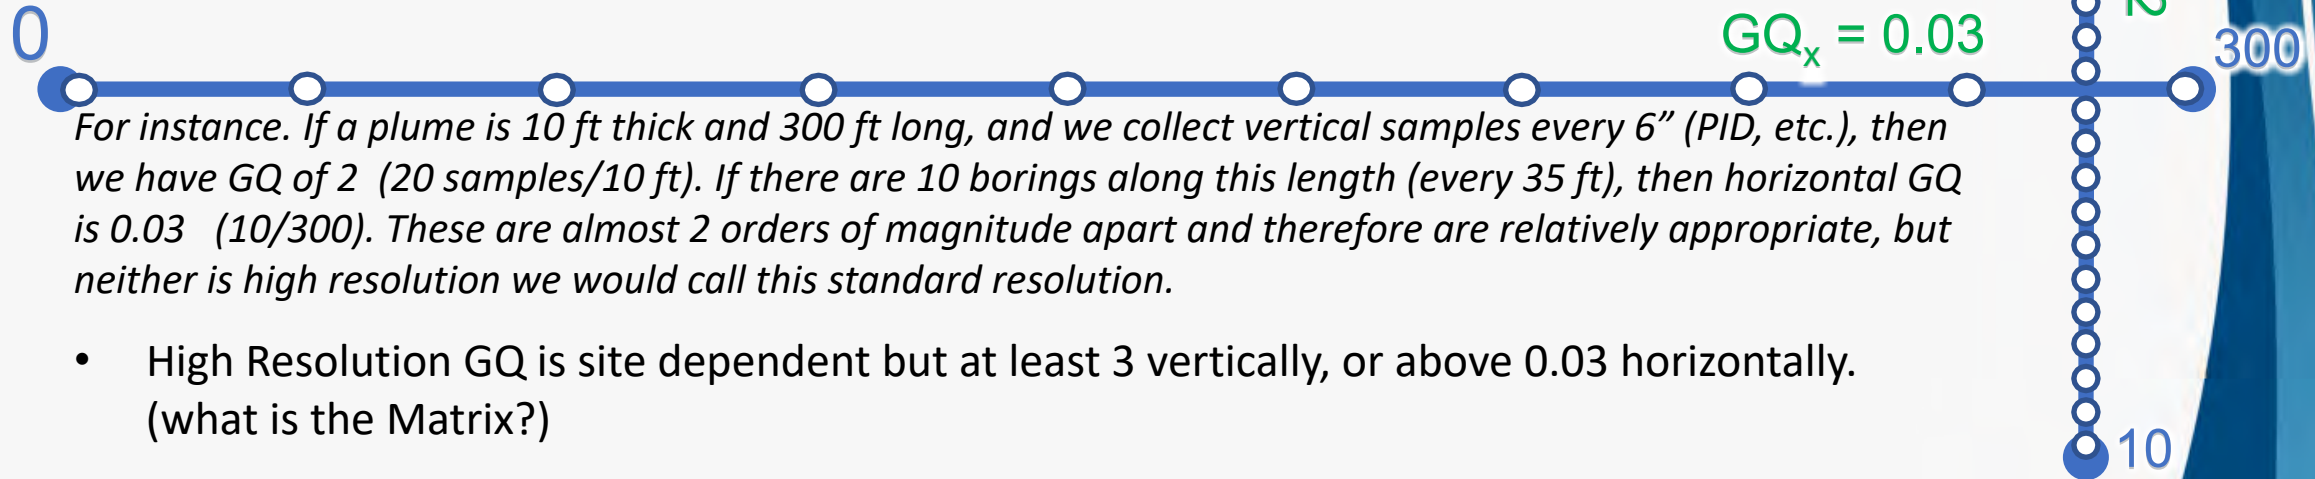 0
GQx = 0.03
2
300
For instance. If a plume is 10 ft thick and 300 ft long, and we collect vertical samples every 6” (PID, etc.), then
we have GQ of 2  (20 samples/10 ft). If there are 10 borings along this length (every 35 ft), then horizontal GQ
is 0.03   (10/300). These are almost 2 orders of magnitude apart and therefore are relatively appropriate, but
neither is high resolution we would call this standard resolution.
• High Resolution GQ is site dependent but at least 3 vertically, or above 0.03 horizontally.
(what is the Matrix?)
10